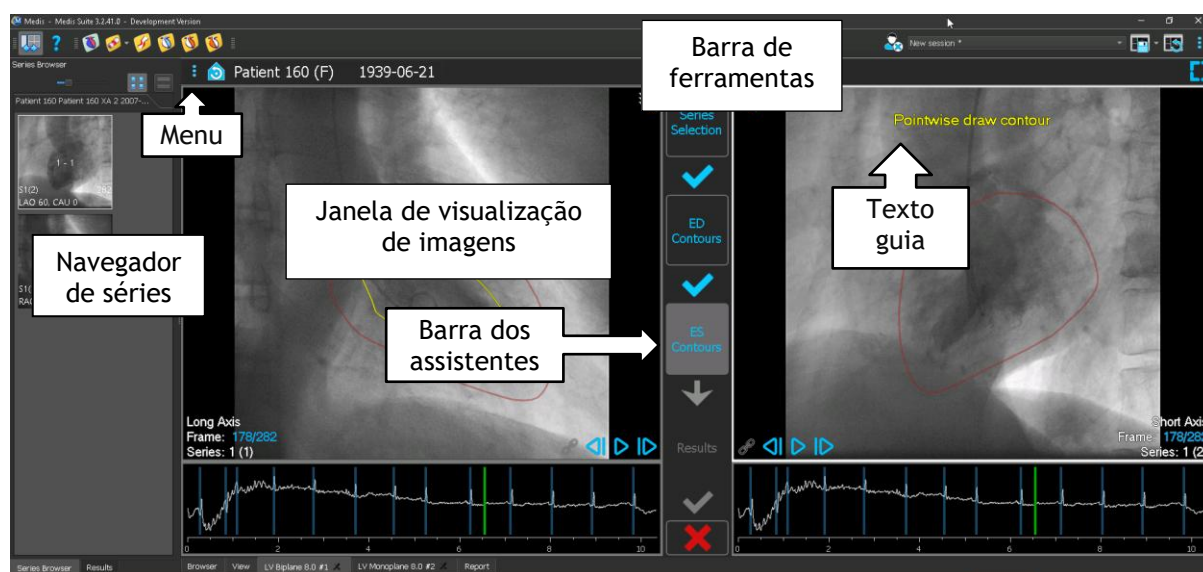 Medis - Medis Suite 3.2.41.0 - Development Version
New session *
Series Browser
Patient 160 (F) 1939-06-21
Patient 160 Patient 160 XA 2 2007-...
Barra de
ferramentas
Menu
1 - 1
S1(2)
LAO 60, CAU 0
Navegador
de séries
S1(
Janela de visualização
de imagens
Barra dos
assistentes
Series
Selection
ED
Contours
ES
Contours
Results
Pointwise draw contour
Texto
guia
Long Axis
Frame: 178/282
Series: 1 (1)
Short Axis
Frame 178/28
Series: 1 (2
0 2 4 6 8 10
0 2 4 6 8 10
Series Browser Results Browser View LV Biplane 8.0 #1 LV Monoplane 8.0 #2 Report